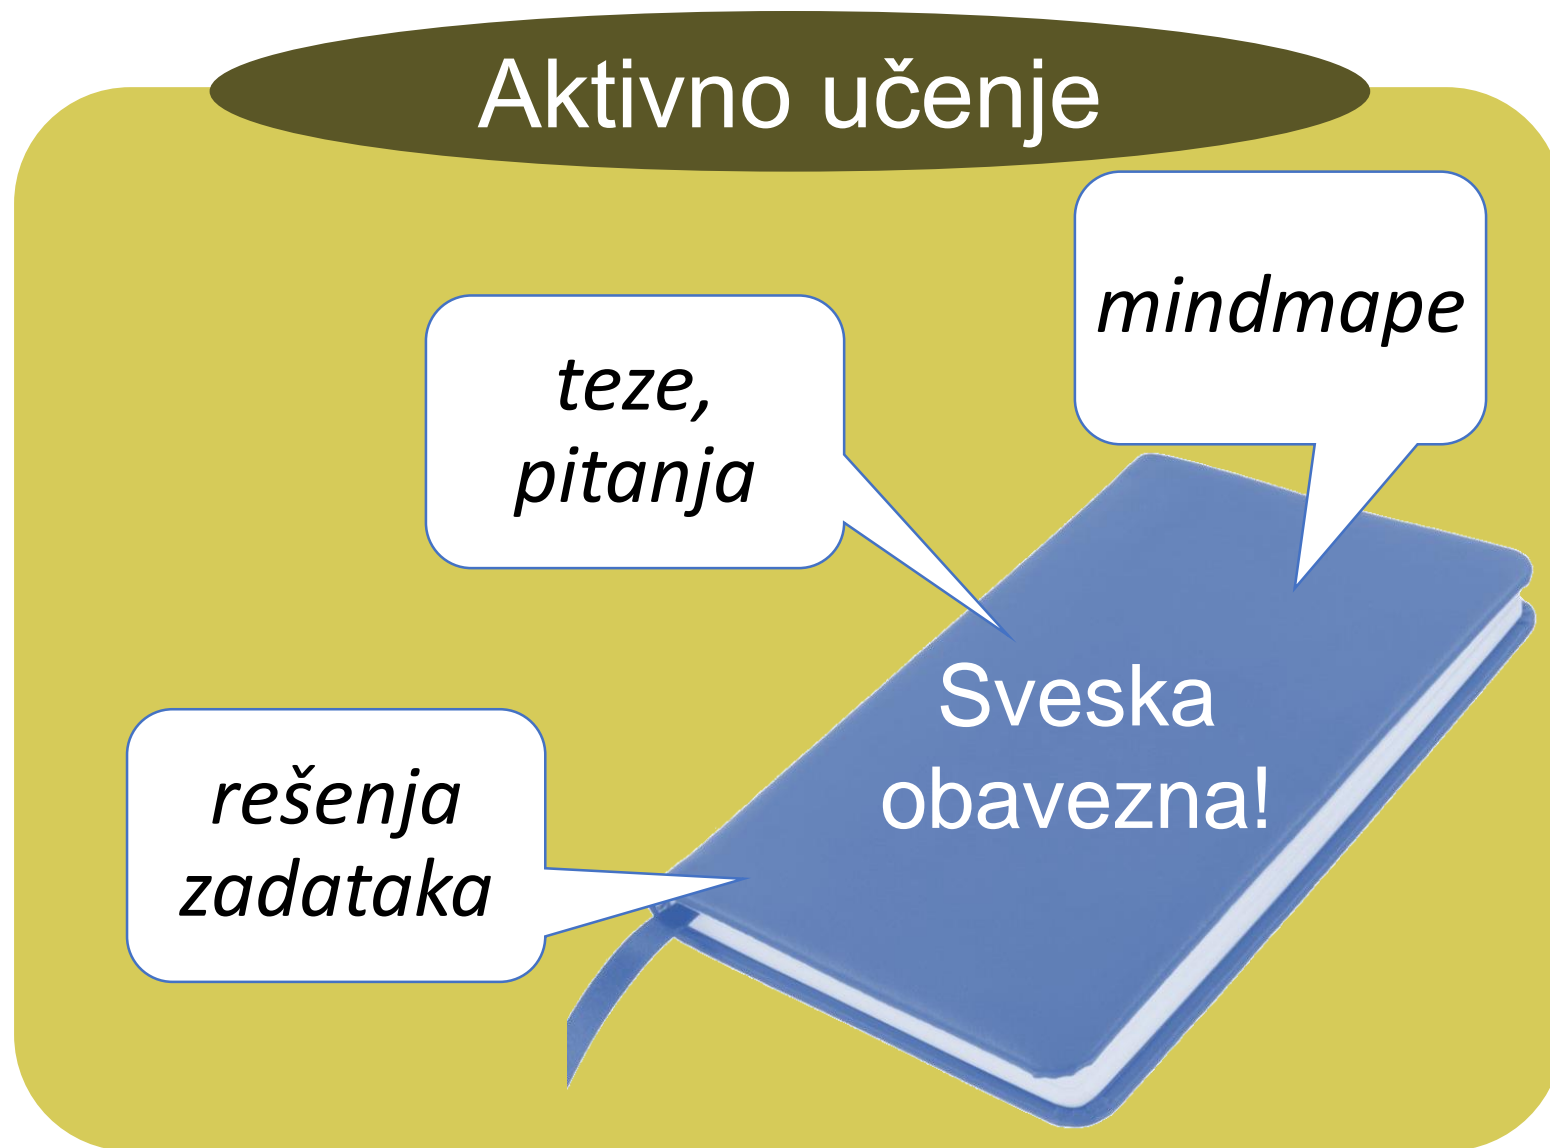 Aktivno učenje
mindmape
teze,
pitanja
Sveska
obavezna!
rešenja
zadataka